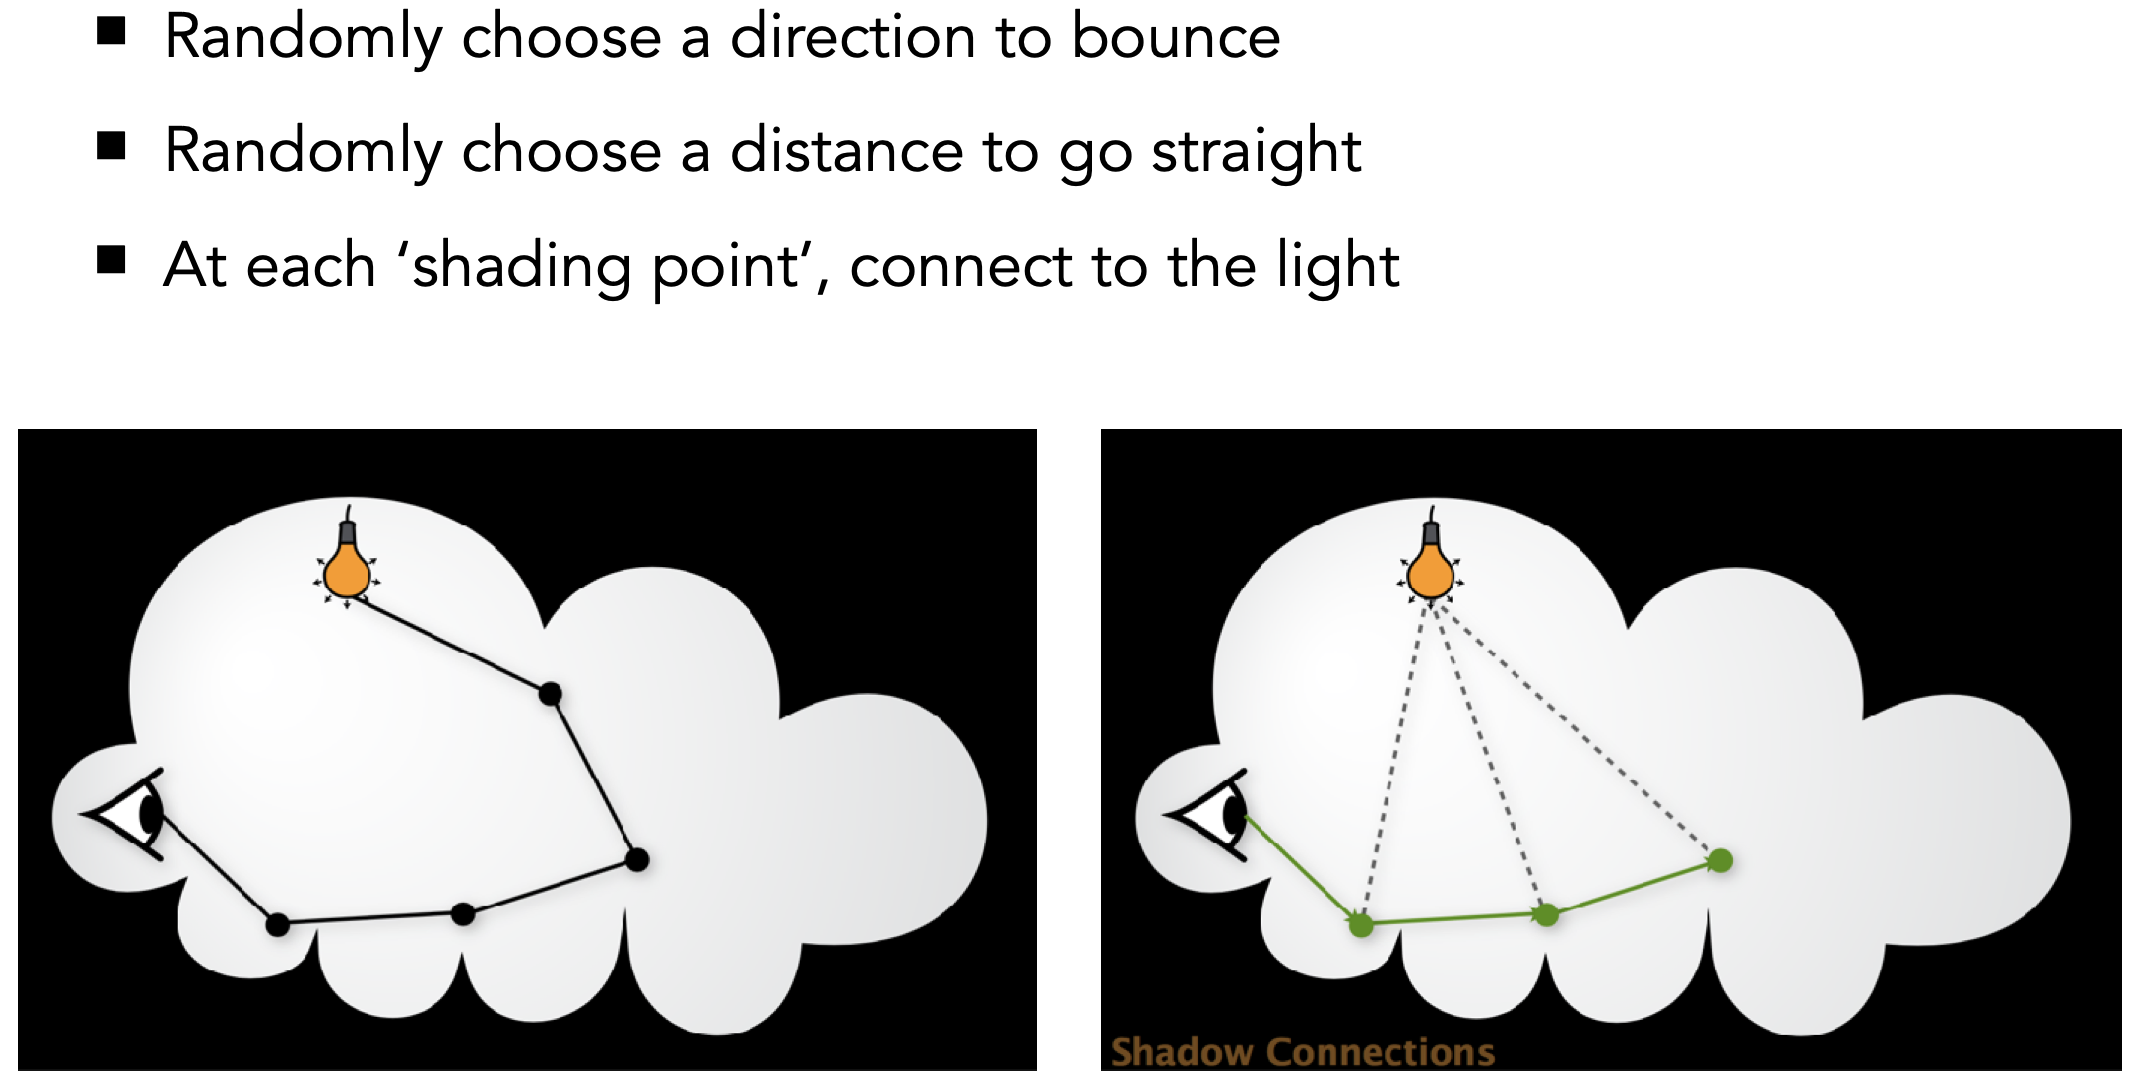 Randomly choose a direction to bounce
Randomly choose a distance to go straight
At each ‘shading point’, connect to the light
Shadow Connections